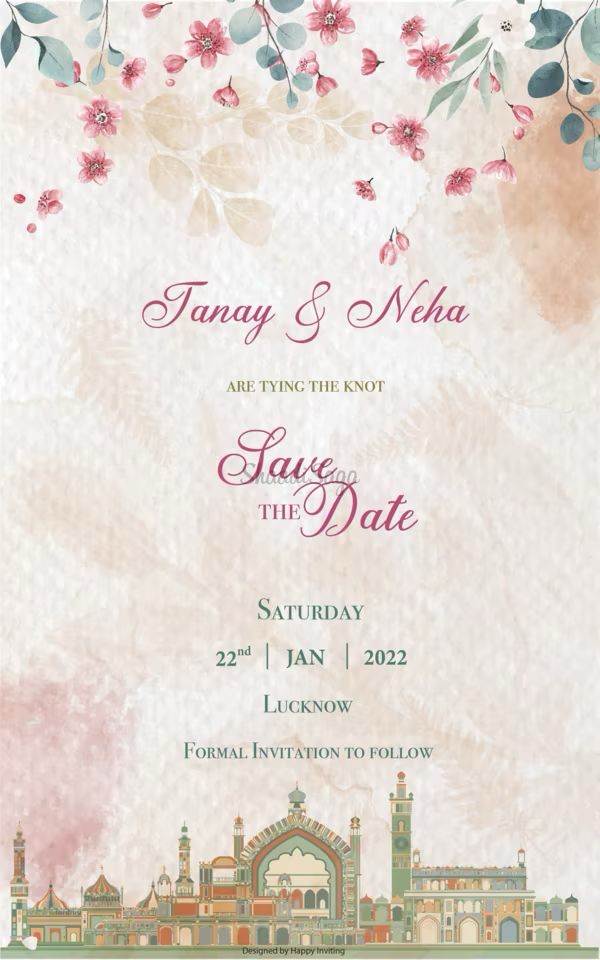 Tanay & Neha
ARE TYING THE KNOT
Save
THE Date
SATURDAY
22nd | JAN | 2022
LUCKNOW
FORMAL INVITATION TO FOLLOW
Designed by Happy Inviting